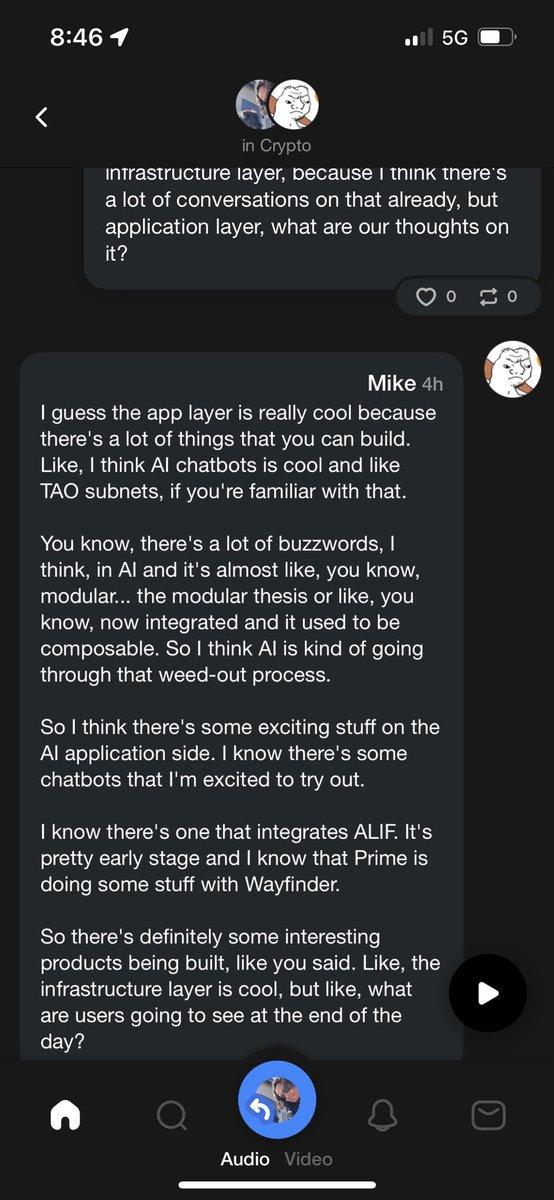 8:46
5G
in Crypto
infrastructure layer, because I think there's
a lot of conversations on that already, but
application layer, what are our thoughts on
it?
0 0
Mike 4h
I guess the app layer is really cool because
there's a lot of things that you can build.
Like, I think AI chatbots is cool and like
TAO subnets, if you're familiar with that.
You know, there's a lot of buzzwords, I
think, in AI and it's almost like, you know,
modular... the modular thesis or like, you
know, now integrated and it used to be
composable. So I think AI is kind of going
through that weed-out process.
So I think there's some exciting stuff on the
AI application side. I know there's some
chatbots that I'm excited to try out.
I know there's one that integrates ALIF. It's
pretty early stage and I know that Prime is
doing some stuff with Wayfinder.
So there's definitely some interesting
products being built, like you said. Like, the
infrastructure layer is cool, but like, what
are users going to see at the end of the
day?
Audio Video